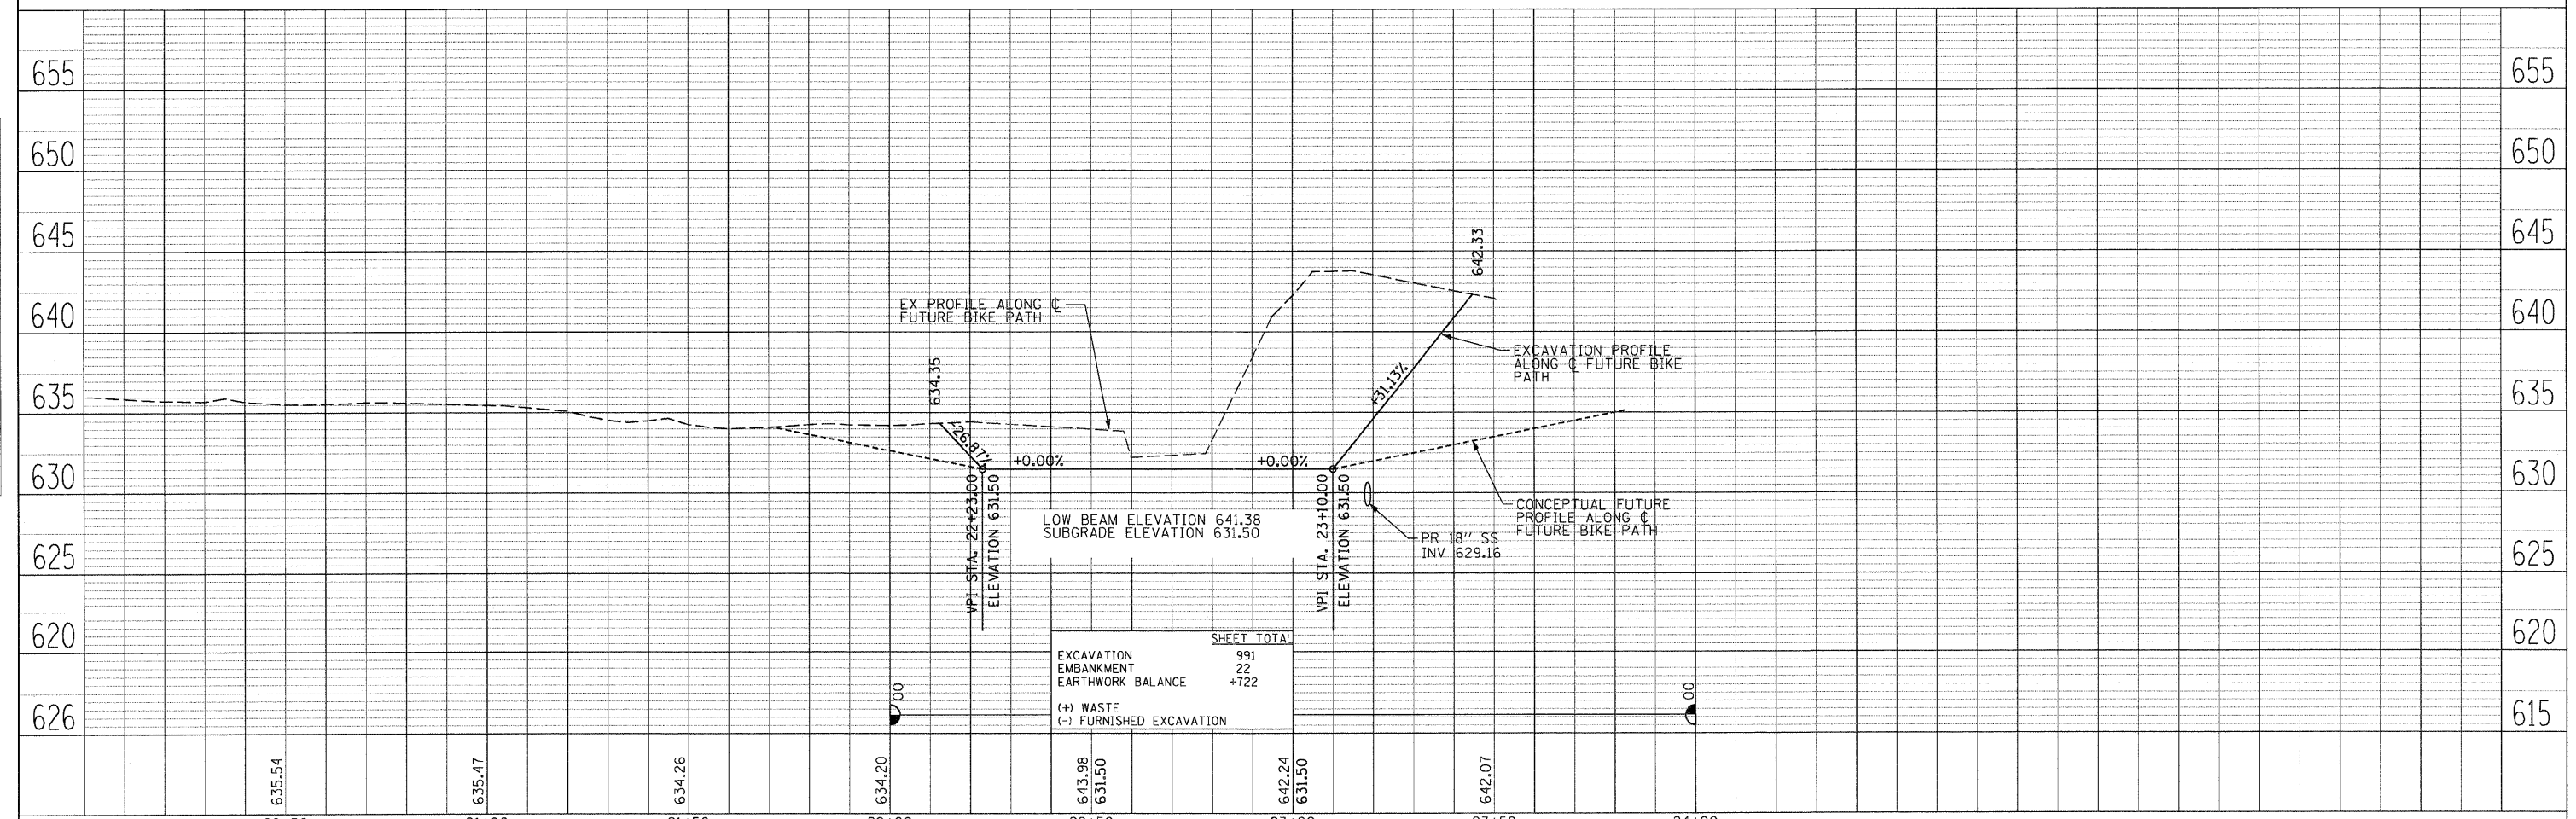 655 655
650 650
645 645
640 640
635 635
630 630
625 625
620 620
626 615
EX PROFILE ALONG ℄
FUTURE BIKE PATH
634.35
-26.87%
+0.00%
+0.00%
+31.13%
642.33
EXCAVATION PROFILE
ALONG ℄ FUTURE BIKE
PATH
CONCEPTUAL FUTURE
PROFILE ALONG ℄
FUTURE BIKE PATH
PR 18" SS
INV 629.16
VPI STA. 22+23.00
ELEVATION 631.50
LOW BEAM ELEVATION 641.38
SUBGRADE ELEVATION 631.50
VPI STA. 23+10.00
ELEVATION 631.50
SHEET TOTAL
EXCAVATION 991
EMBANKMENT 22
EARTHWORK BALANCE +722
(+) WASTE
(-) FURNISHED EXCAVATION
00
00
635.54
635.47
634.26
634.20
643.98
631.50
642.24
631.50
642.07